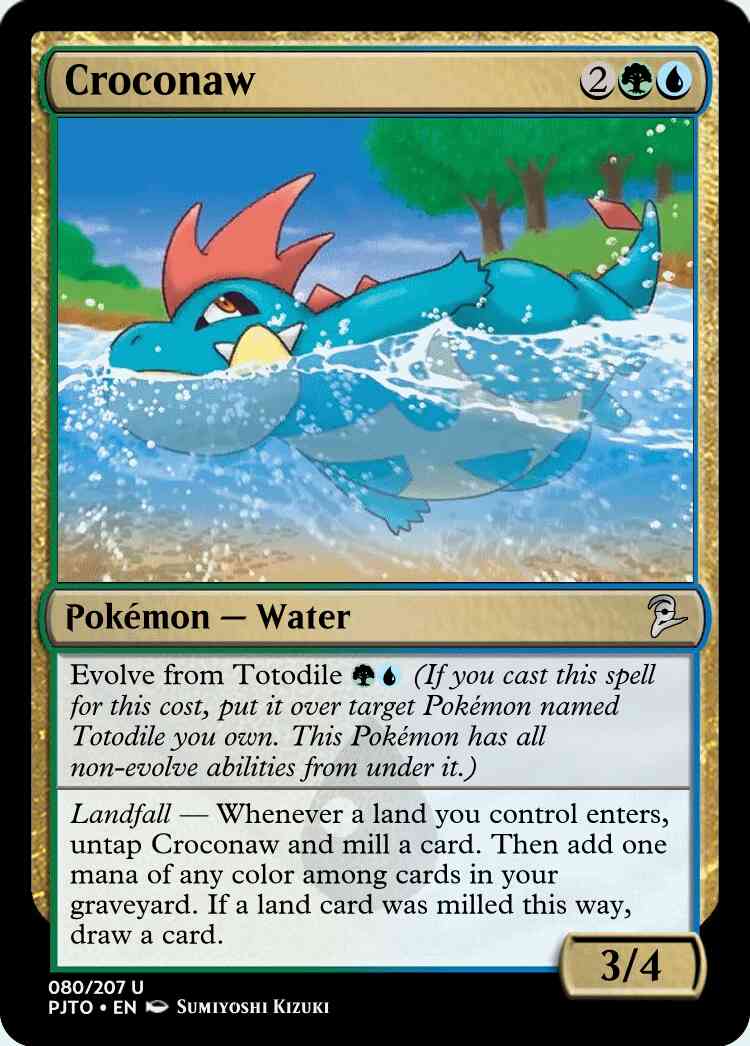 Croconaw 2
Pokémon — Water
Evolve from Totodile (If you cast this spell
for this cost, put it over target Pokémon named
Totodile you own. This Pokémon has all
non-evolve abilities from under it.)
Landfall — Whenever a land you control enters,
untap Croconaw and mill a card. Then add one
mana of any color among cards in your
graveyard. If a land card was milled this way,
draw a card.
3/4
080/207 U
PJTO • EN Sumiyoshi Kizuki